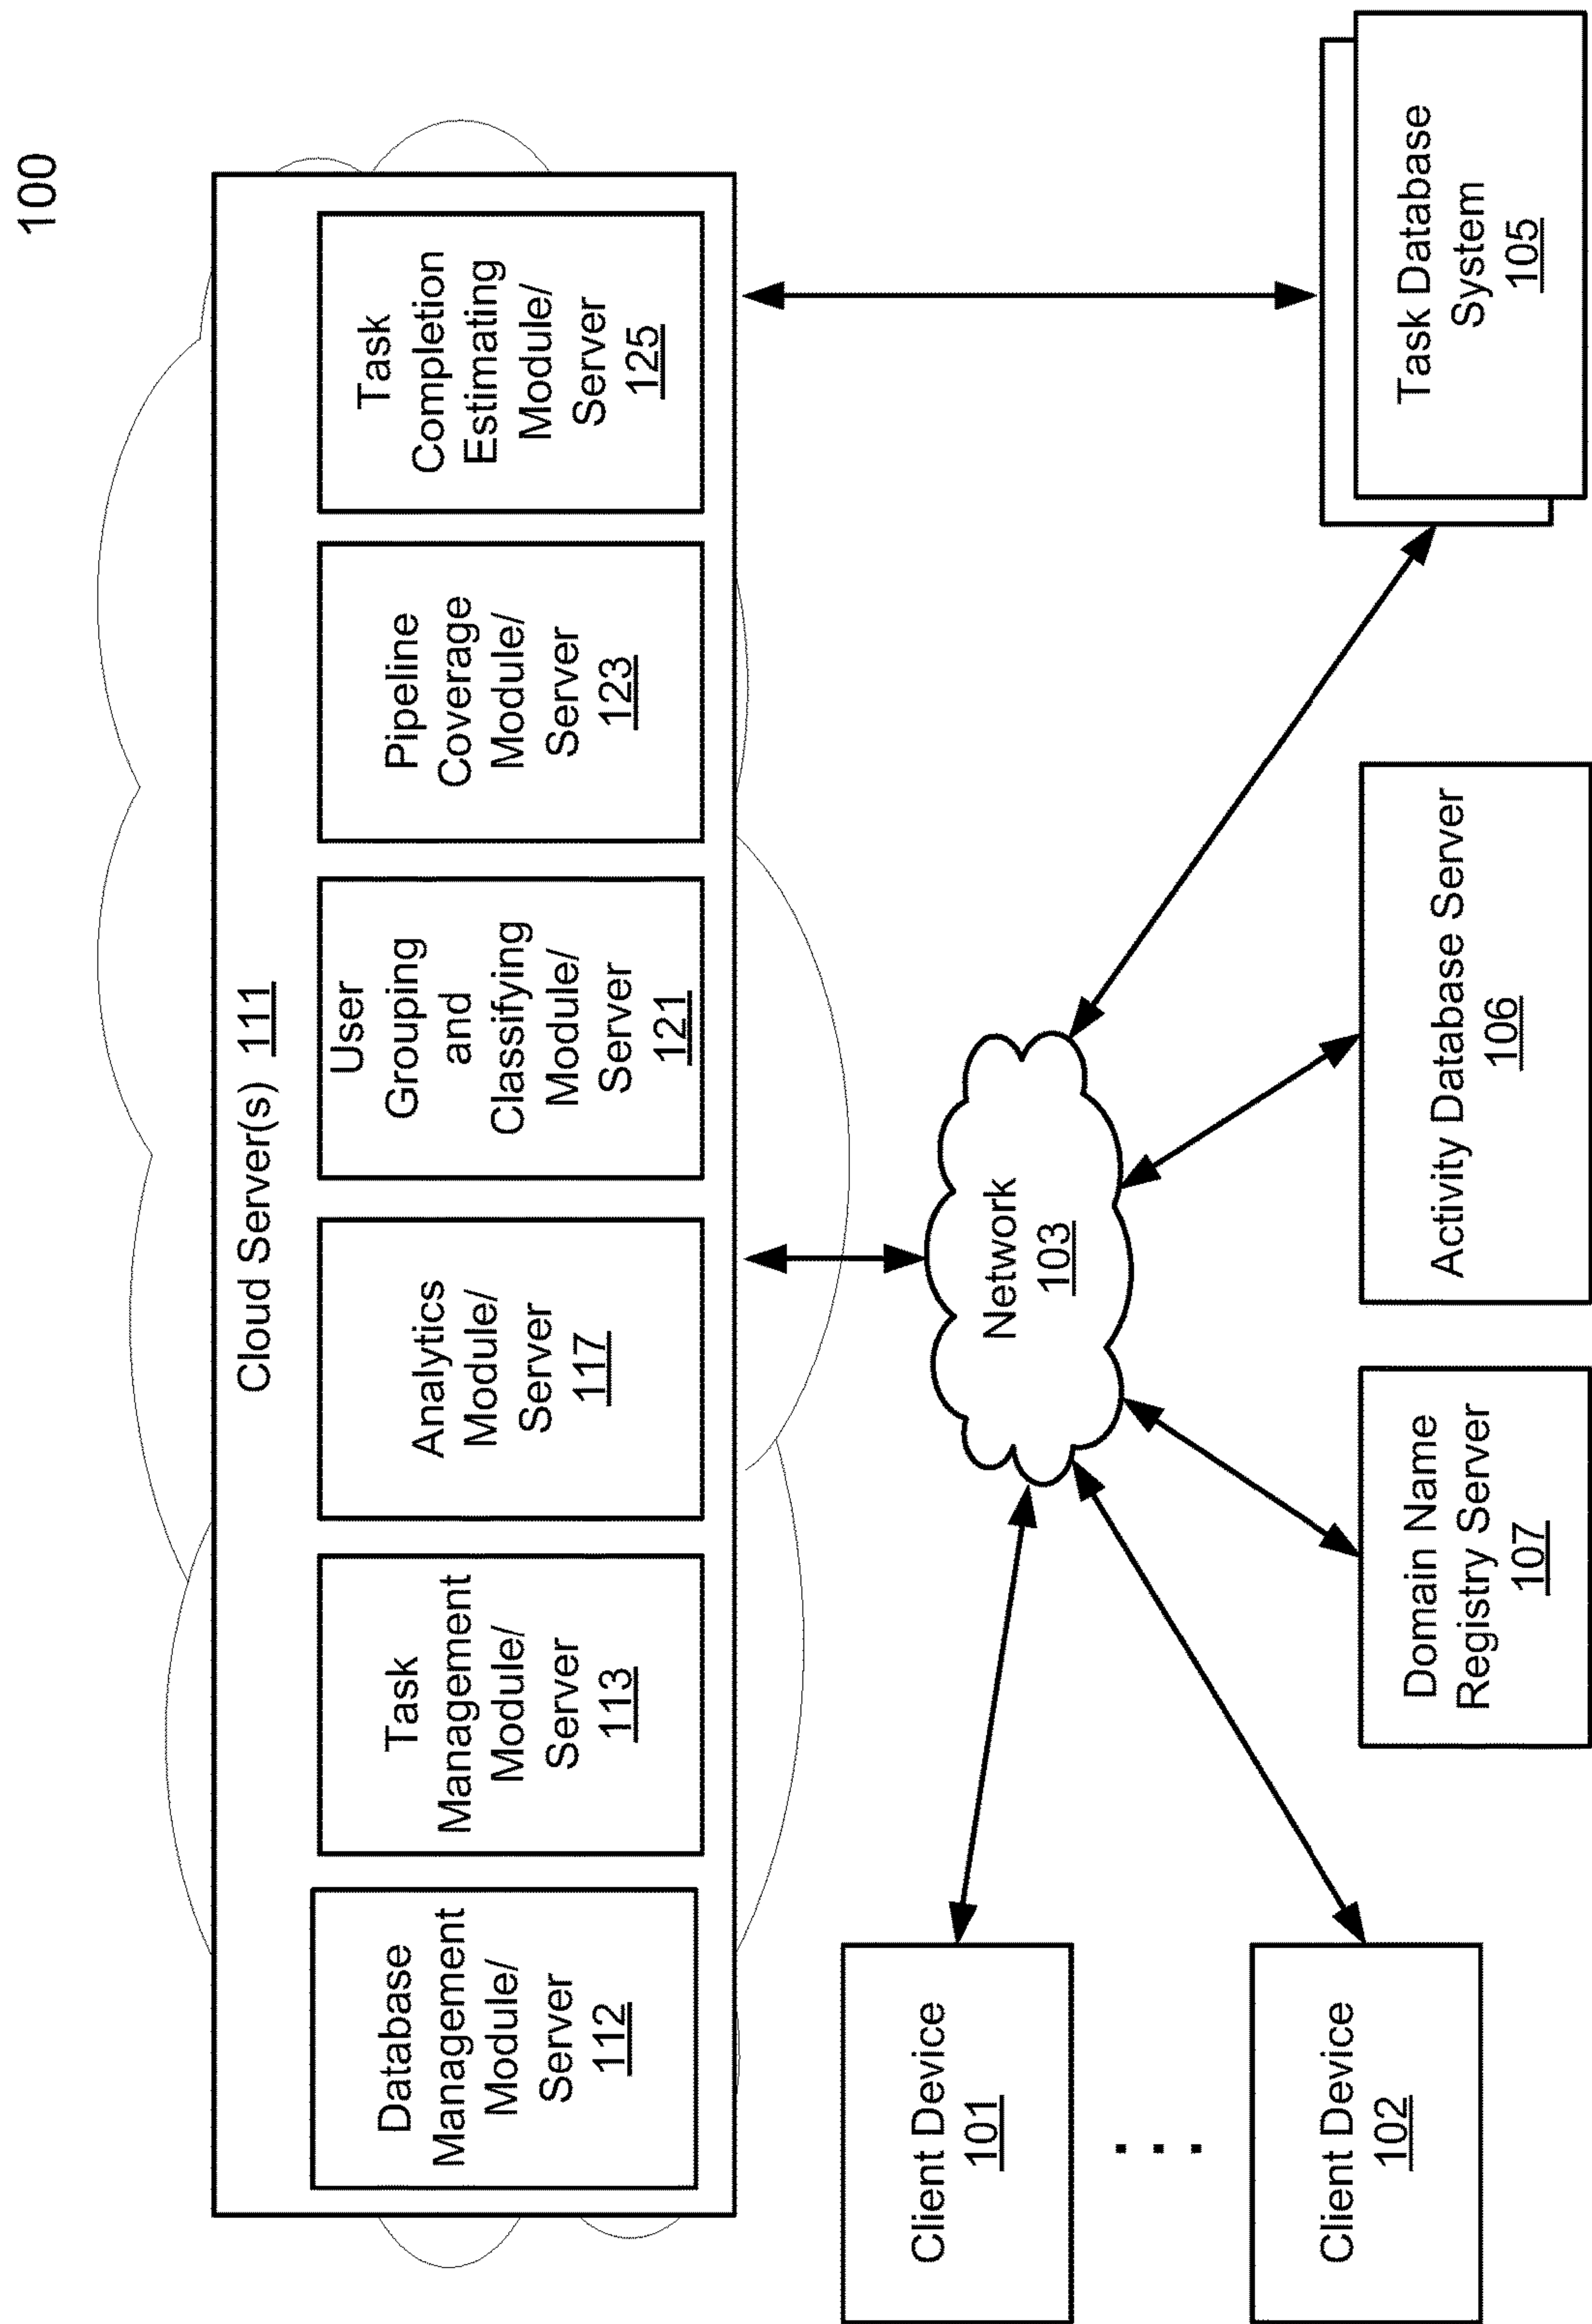 100
Cloud Server(s) 111
Database
Management
Module/
Server
112
Task
Management
Module/
Server
113
Analytics
Module/
Server
117
User
Grouping
and
Classifying
Module/
Server
121
Pipeline
Coverage
Module/
Server
123
Task
Completion
Estimating
Module/
Server
125
Client Device
101
Network
103
Client Device
102
Domain Name
Registry Server
107
Activity Database Server
106
Task Database
System
105